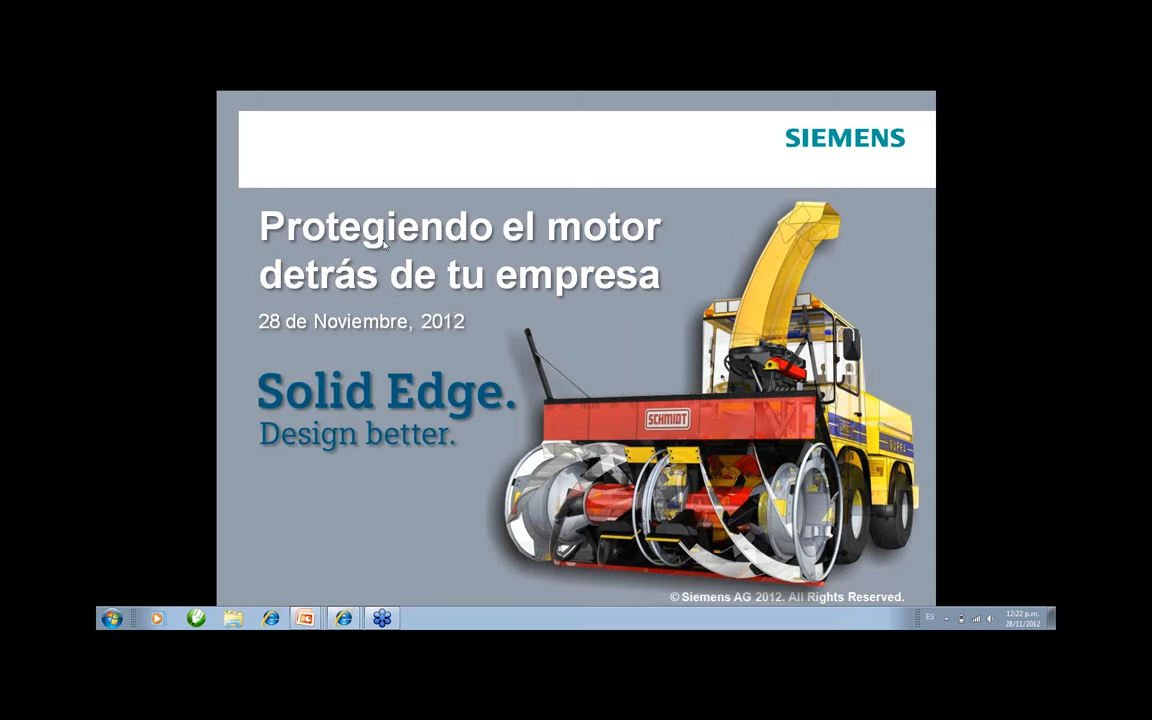 SIEMENS
Protegiendo el motor
detrás de tu empresa
28 de Noviembre, 2012
Solid Edge.
Design better.
SCHMIDT
SUPRA
© Siemens AG 2012. All Rights Reserved.
ES
12:22 p.m.
28/11/2012